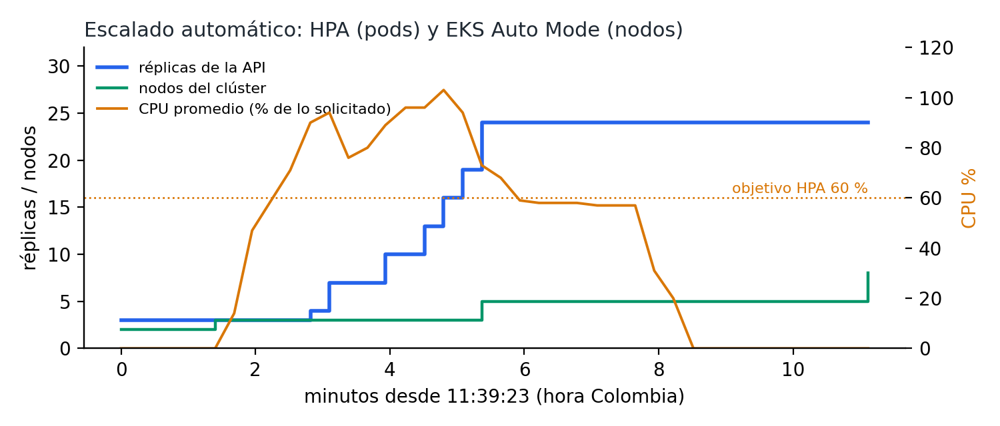 Escalado automático: HPA (pods) y EKS Auto Mode (nodos)
réplicas de la API
nodos del clúster
CPU promedio (% de lo solicitado)
objetivo HPA 60 %
réplicas / nodos
30
25
20
15
10
5
0
120
100
80
60
40
20
0
CPU %
0 2 4 6 8 10
minutos desde 11:39:23 (hora Colombia)